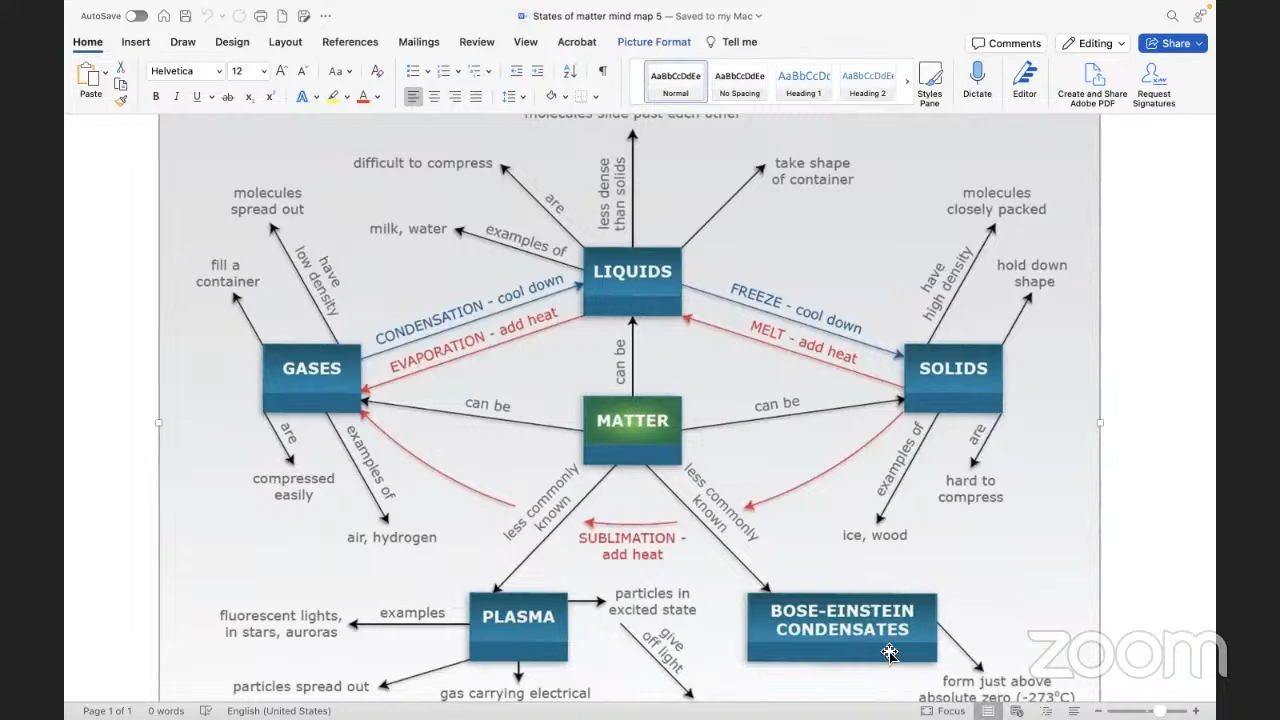 AutoSave
States of matter mind map 5 — Saved to my Mac
Home Insert Draw Design Layout References Mailings Review View Acrobat Picture Format Tell me
Comments Editing Share
Paste
Helvetica 12
AaBbCcDdEe AaBbCcDdEe AaBbCcDc AaBbCcDdEe
Normal No Spacing Heading 1 Heading 2
Styles Pane
Dictate
Editor
Create and Share Adobe PDF
Request Signatures
molecules slide past each other
difficult to compress
are
less dense
than solids
take shape
of container
milk, water
examples of
LIQUIDS
molecules
spread out
have
low density
fill a
container
molecules
closely packed
have
high density
hold down
shape
CONDENSATION - cool down
EVAPORATION - add heat
FREEZE - cool down
MELT - add heat
GASES
can be
SOLIDS
can be
MATTER
can be
are
compressed
easily
examples of
air, hydrogen
less commonly
known
less commonly
known
SUBLIMATION -
add heat
examples of
ice, wood
are
hard to
compress
PLASMA
examples
fluorescent lights,
in stars, auroras
particles in
excited state
give
off light
particles spread out
gas carrying electrical
BOSE-EINSTEIN
CONDENSATES
form just above
absolute zero (-273°C)
zoom
Page 1 of 1 0 words English (United States) Focus